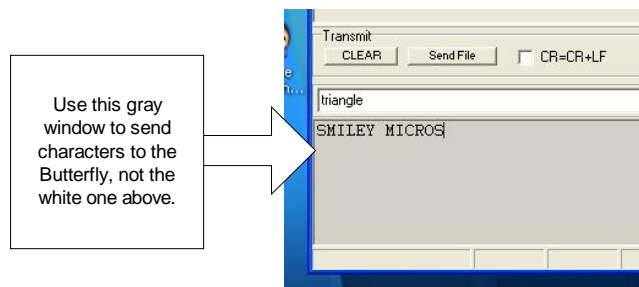 Use this gray
window to send
characters to the
Butterfly, not the
white one above.
Transmit
CLEAR Send File CR=CR+LF
triangle
SMILEY MICROS